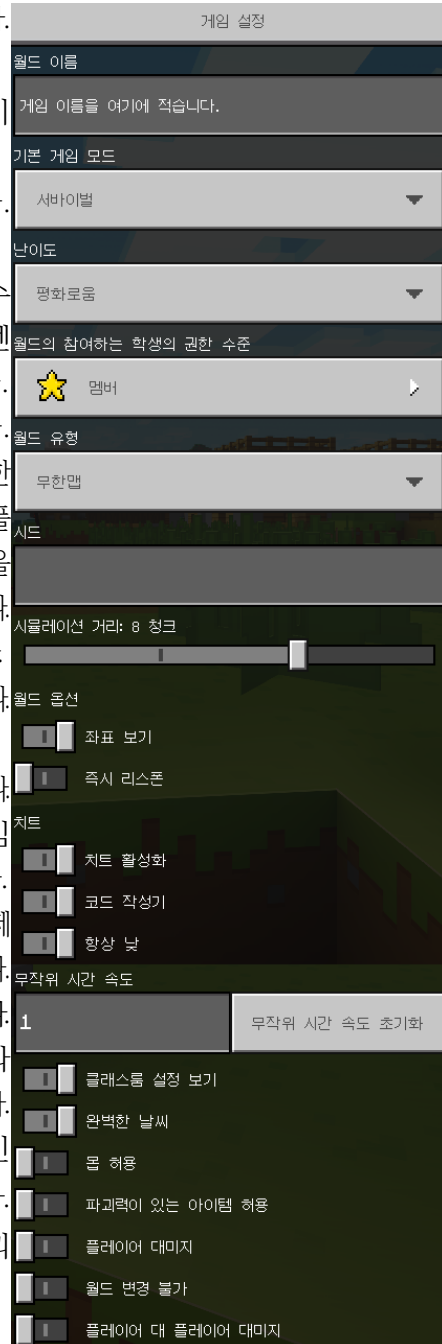 게임 설정
월드 이름
게임 이름을 여기에 적습니다.
기본 게임 모드
서바이벌
난이도
평화로움
월드의 참여하는 학생의 권한 수준
멤버
월드 유형
무한맵
시드
시뮬레이션 거리: 8 청크
월드 옵션
좌표 보기
즉시 리스폰
치트
치트 활성화
코드 작성기
항상 낮
무작위 시간 속도
1 무작위 시간 속도 초기화
클래스룸 설정 보기
완벽한 날씨
몹 허용
파괴력이 있는 아이템 허용
플레이어 대미지
월드 변경 불가
플레이어 대 플레이어 대미지